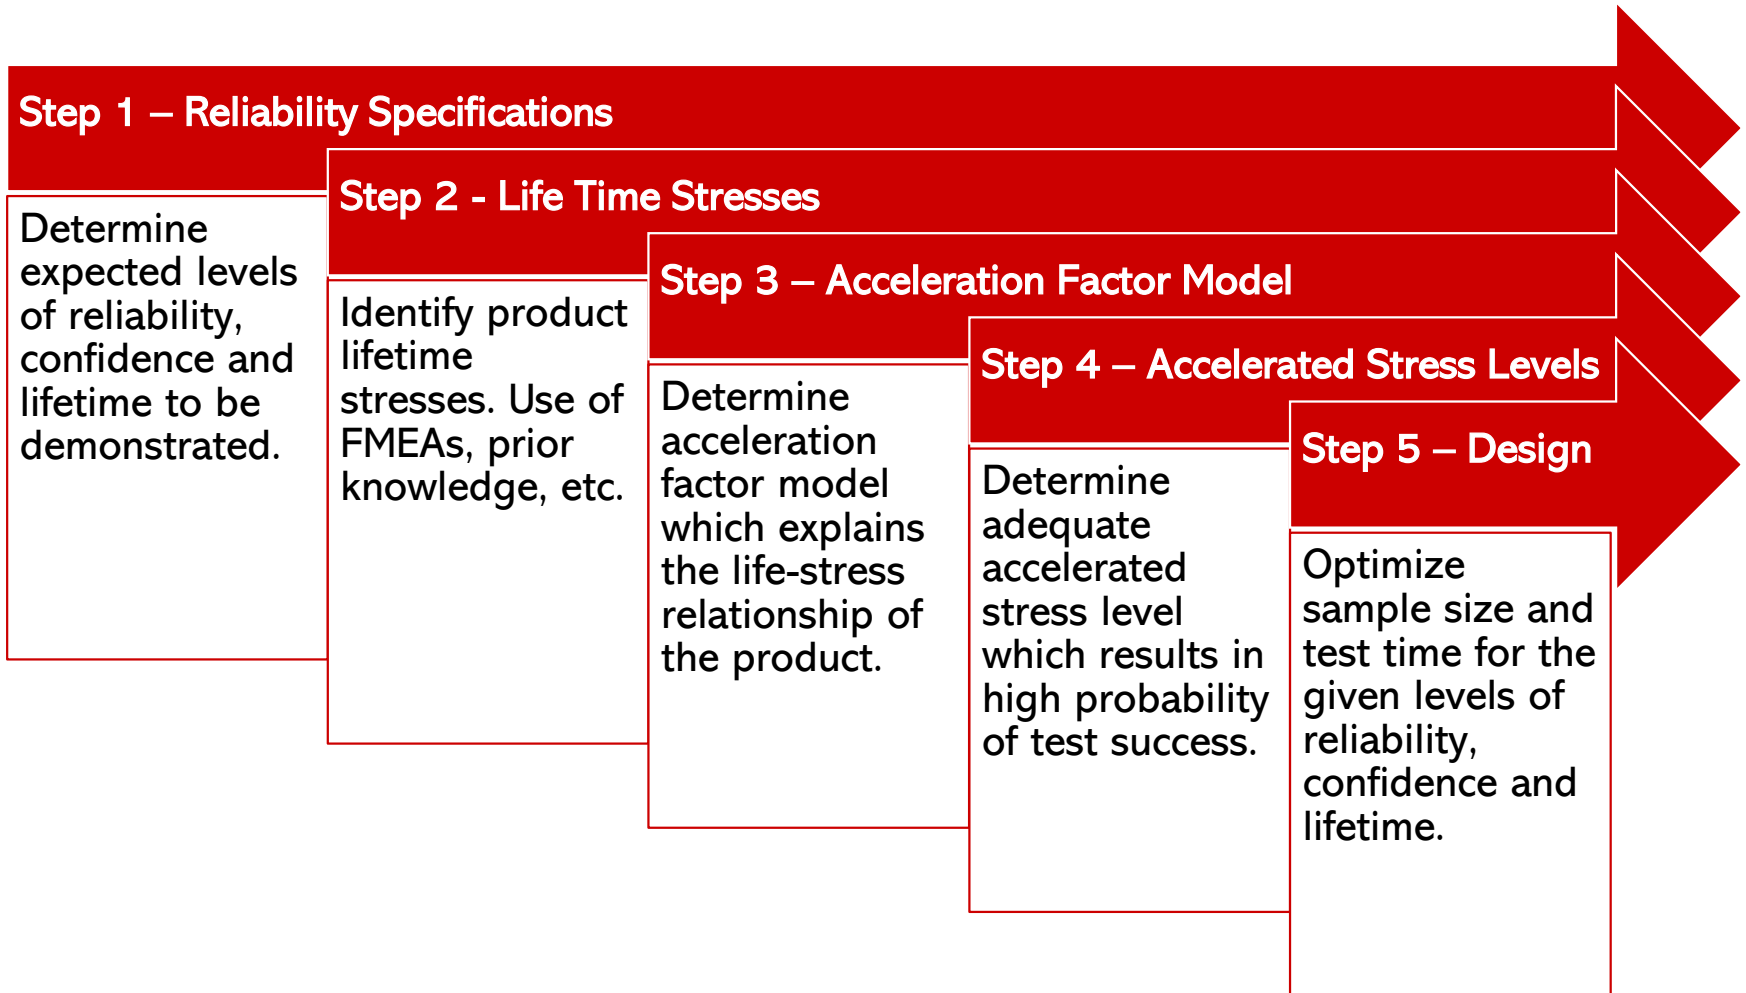 Step 1 – Reliability Specifications
Determine
expected levels
of reliability,
confidence and
lifetime to be
demonstrated.
Step 2 - Life Time Stresses
Identify product
lifetime
stresses. Use of
FMEAs, prior
knowledge, etc.
Step 3 – Acceleration Factor Model
Determine
acceleration
factor model
which explains
the life-stress
relationship of
the product.
Step 4 – Accelerated Stress Levels
Determine
adequate
accelerated
stress level
which results in
high probability
of test success.
Step 5 – Design
Optimize
sample size and
test time for the
given levels of
reliability,
confidence and
lifetime.